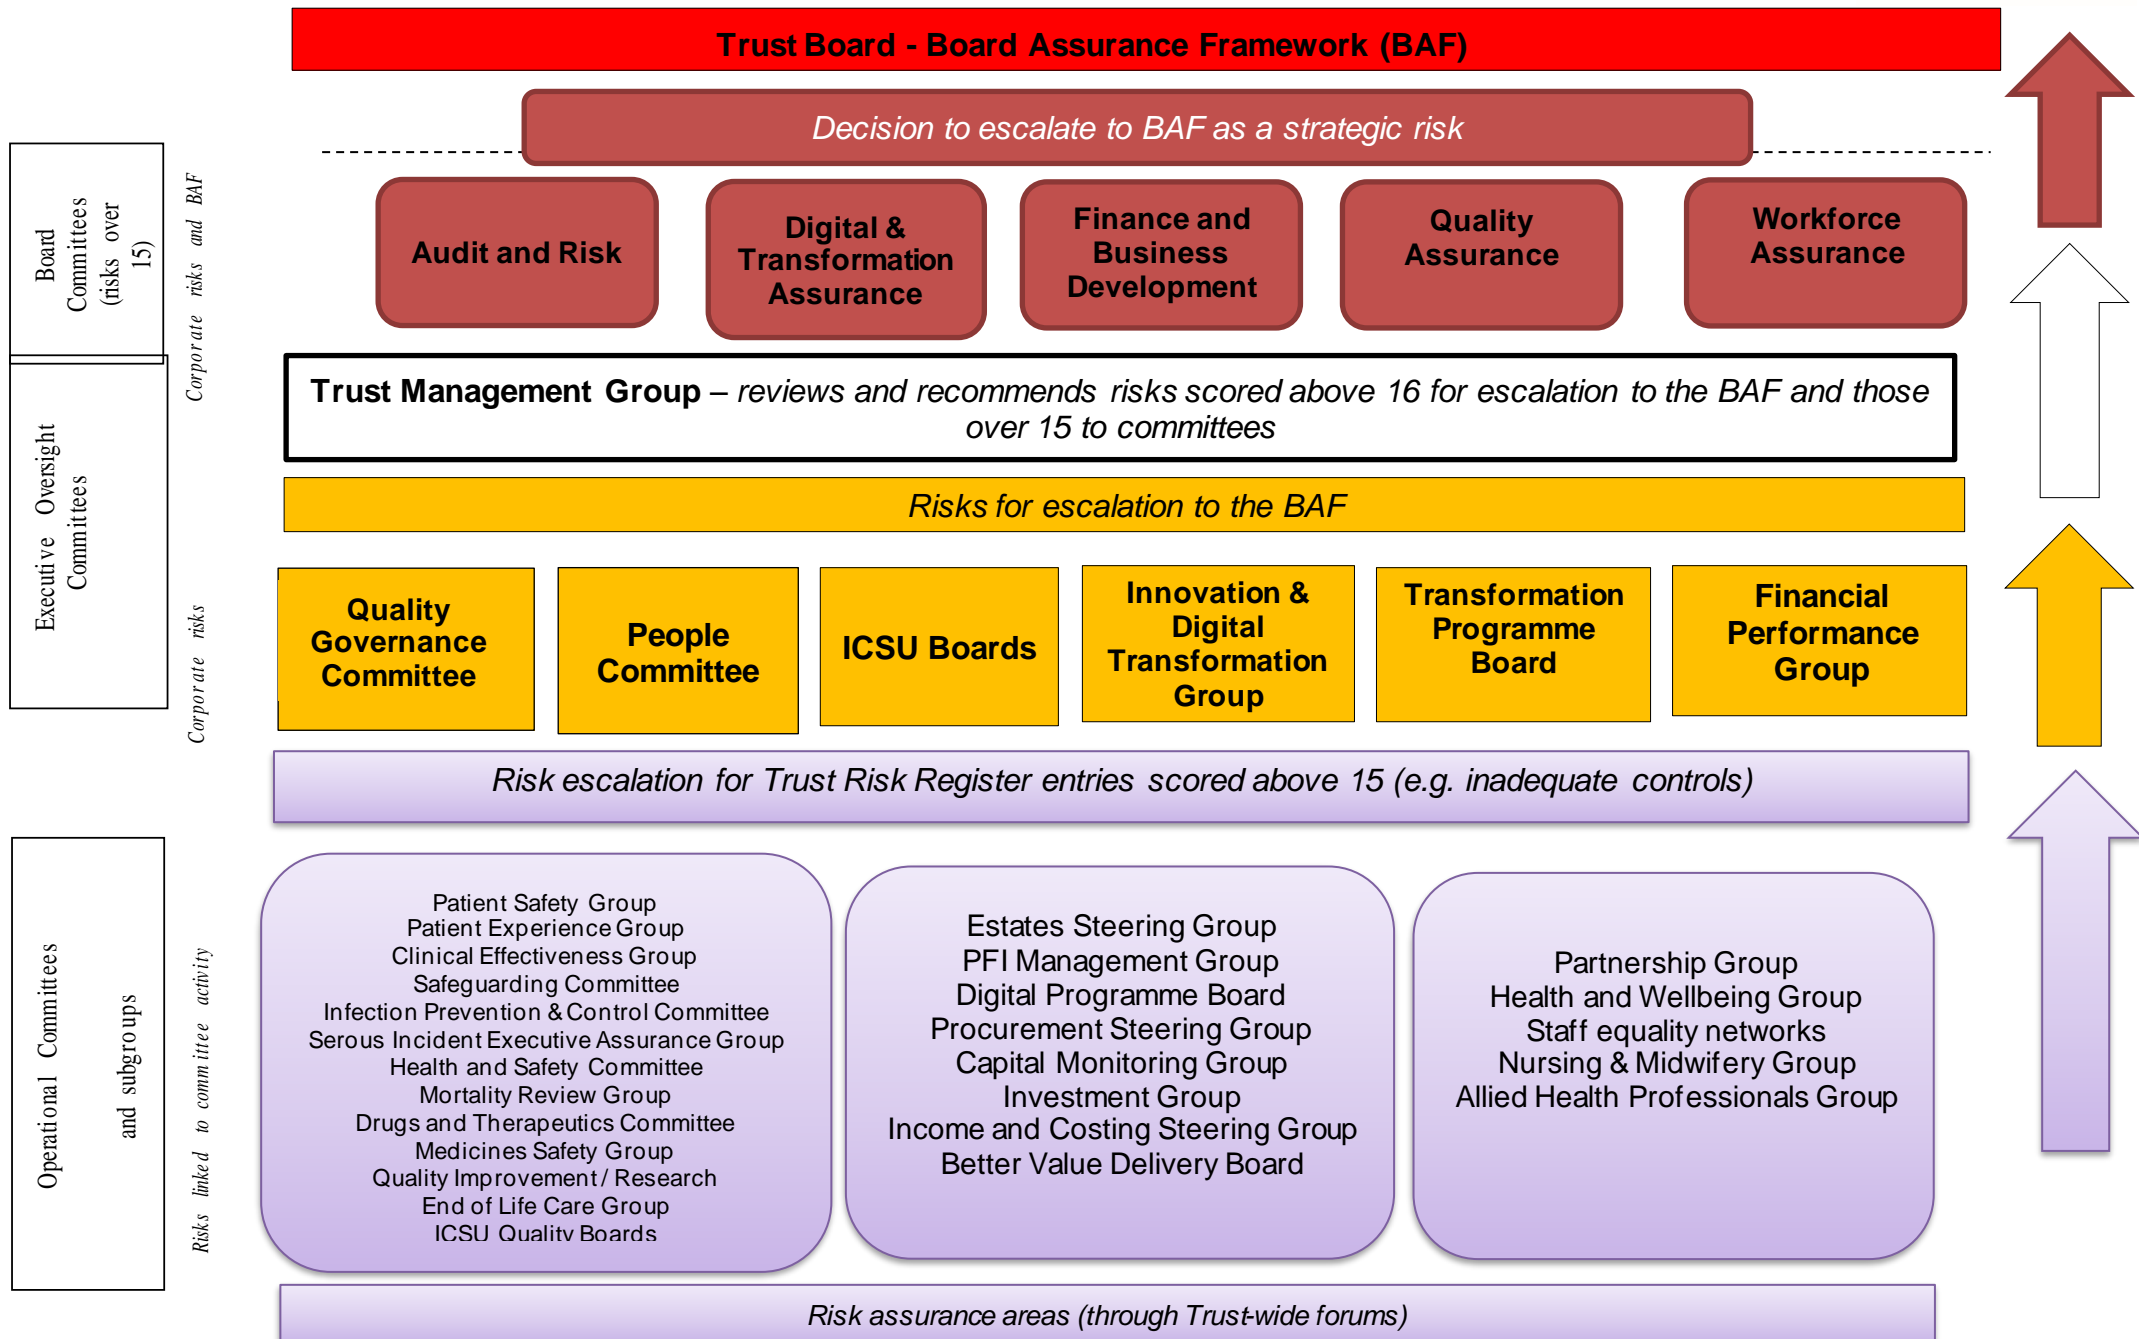 Trust Board - Board Assurance Framework (BAF)
Decision to escalate to BAF as a strategic risk
Board
Committees
(risks over
15)
Corporate risks and BAF
Audit and Risk
Digital &
Transformation
Assurance
Finance and
Business
Development
Quality
Assurance
Workforce
Assurance
Trust Management Group – reviews and recommends risks scored above 16 for escalation to the BAF and those
over 15 to committees
Executive Oversight
Committees
Risks for escalation to the BAF
Corporate risks
Quality
Governance
Committee
People
Committee
ICSU Boards
Innovation &
Digital
Transformation
Group
Transformation
Programme
Board
Financial
Performance
Group
Risk escalation for Trust Risk Register entries scored above 15 (e.g. inadequate controls)
Operational Committees
and subgroups
Risks linked to committee activity
Patient Safety Group
Patient Experience Group
Clinical Effectiveness Group
Safeguarding Committee
Infection Prevention & Control Committee
Serous Incident Executive Assurance Group
Health and Safety Committee
Mortality Review Group
Drugs and Therapeutics Committee
Medicines Safety Group
Quality Improvement / Research
End of Life Care Group
ICSU Quality Boards
Estates Steering Group
PFI Management Group
Digital Programme Board
Procurement Steering Group
Capital Monitoring Group
Investment Group
Income and Costing Steering Group
Better Value Delivery Board
Partnership Group
Health and Wellbeing Group
Staff equality networks
Nursing & Midwifery Group
Allied Health Professionals Group
Risk assurance areas (through Trust-wide forums)